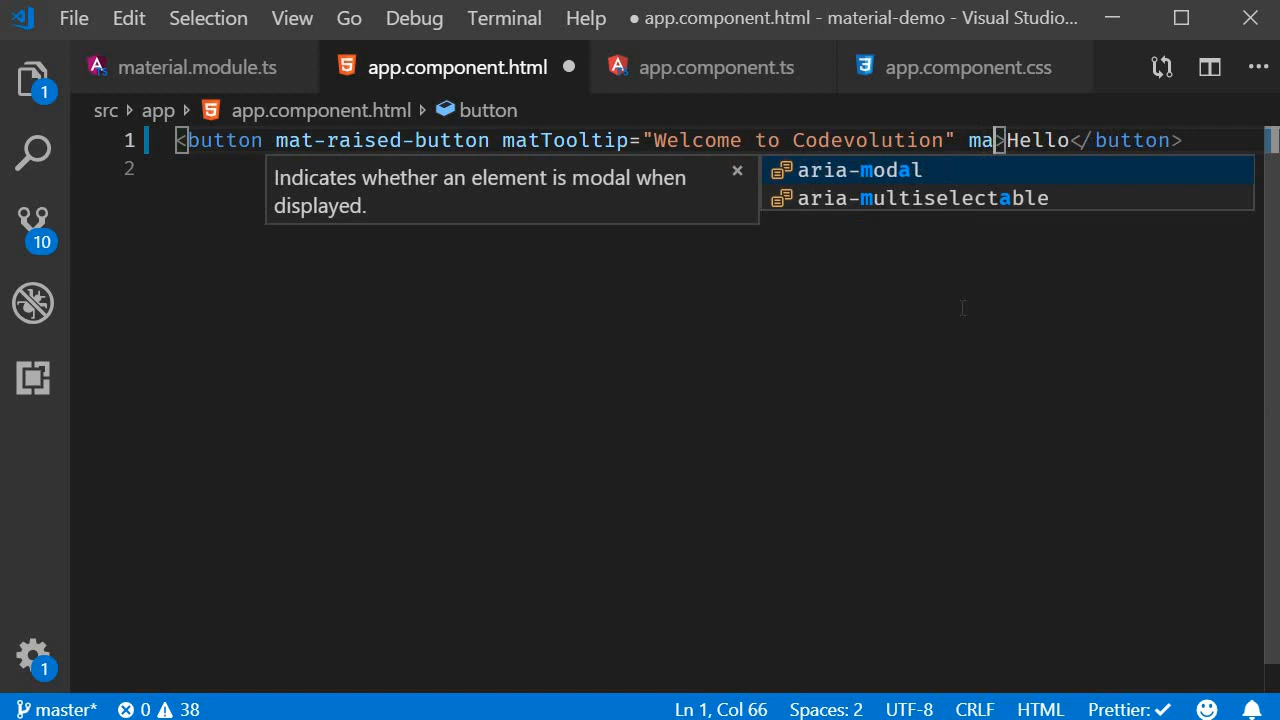 File Edit Selection View Go Debug Terminal Help ● app.component.html - material-demo - Visual Studio...
material.module.ts app.component.html app.component.ts app.component.css
src app app.component.html button
1 <button mat-raised-button matTooltip="Welcome to Codevolution" ma>Hello</button>
2
Indicates whether an element is modal when
displayed.
aria-modal
aria-multiselectable
1
10
1
master* 0 38 Ln 1, Col 66 Spaces: 2 UTF-8 CRLF HTML Prettier: ✓